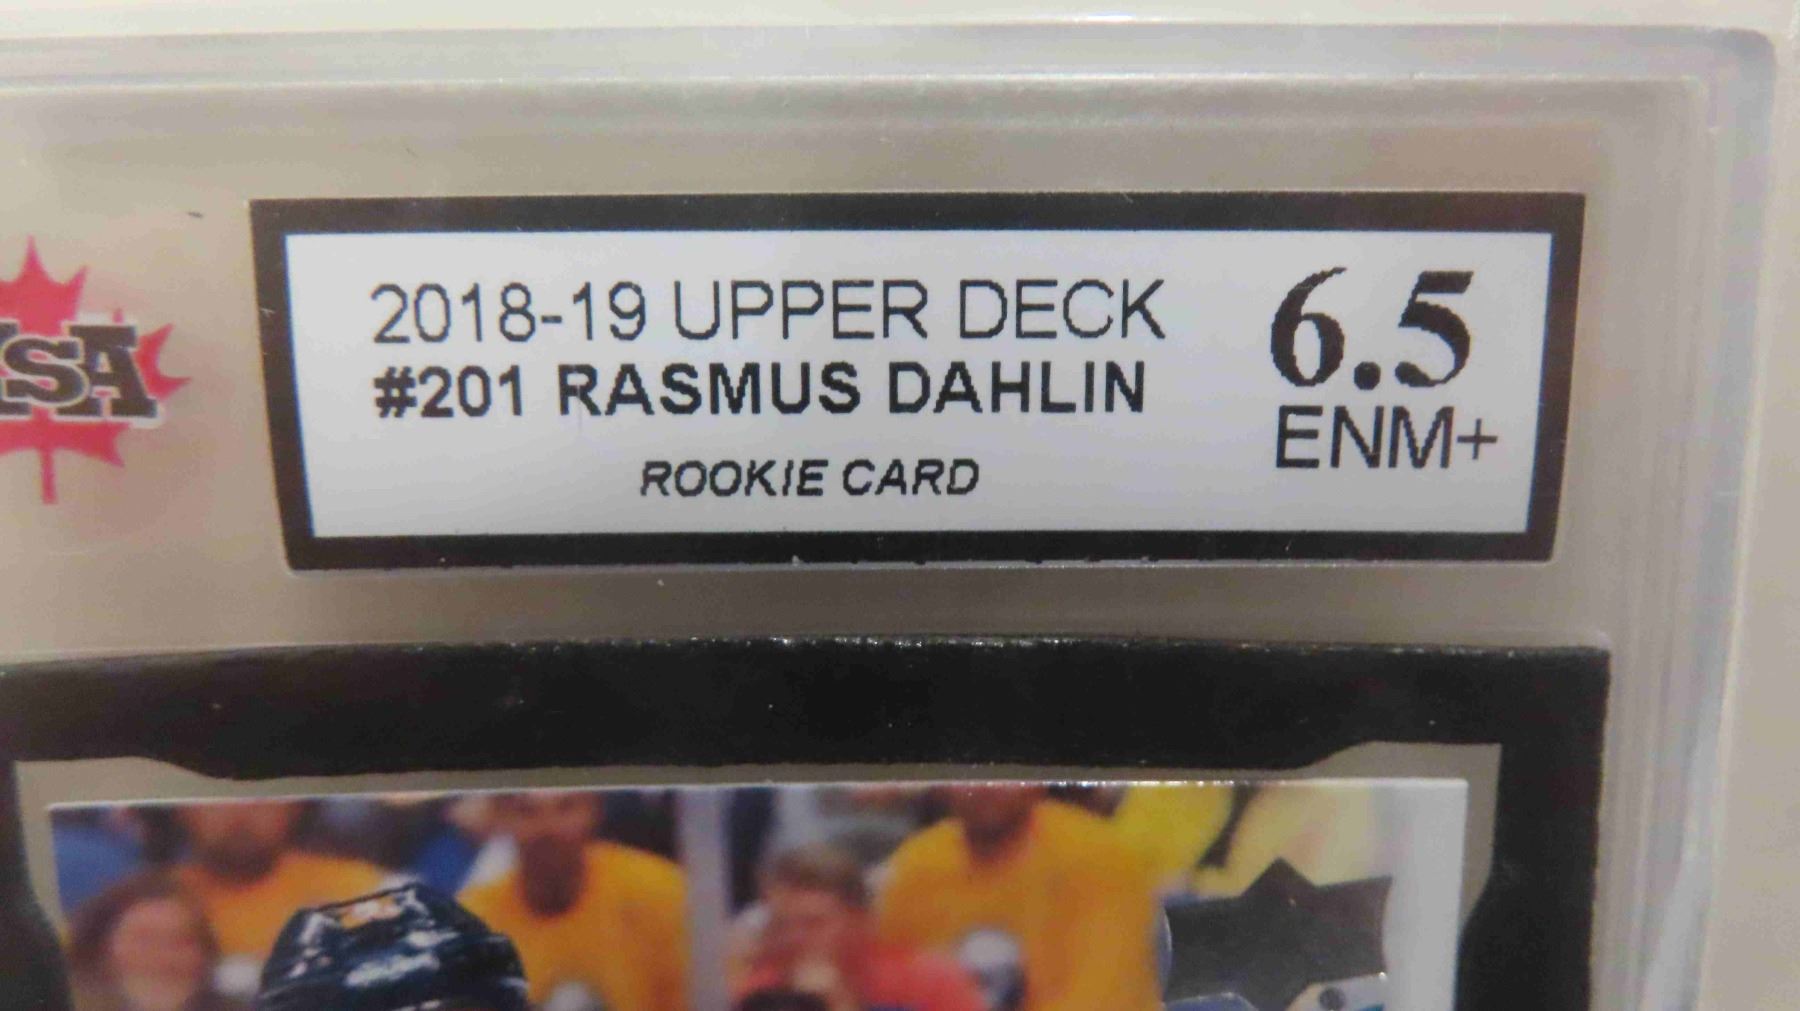 2018-19 UPPER DECK
#201 RASMUS DAHLIN
ROOKIE CARD
6.5
ENM+